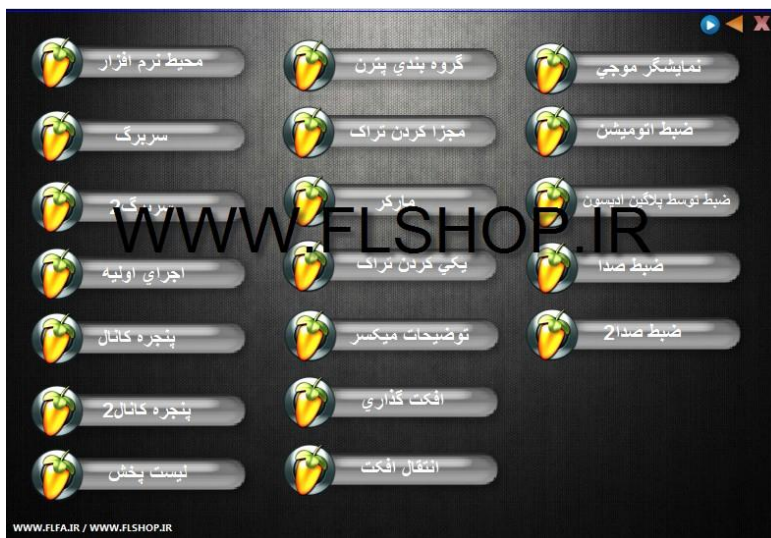 محيط نرم افزار
سربرگ
سربرگ2
اجراي اوليه
پنجره كانال
پنجره كانال2
ليست پخش
گروه بندي پترن
مجزا كردن تراك
ماركر
يكي كردن تراك
توضيحات ميكسر
افكت گذاري
انتقال افكت
نمايشگر موجي
ضبط اتوميشن
ضبط توسط پلاگين اديسون
ضبط صدا
ضبط صدا2
WWW.FLSHOP.IR
WWW.FLFA.IR / WWW.FLSHOP.IR